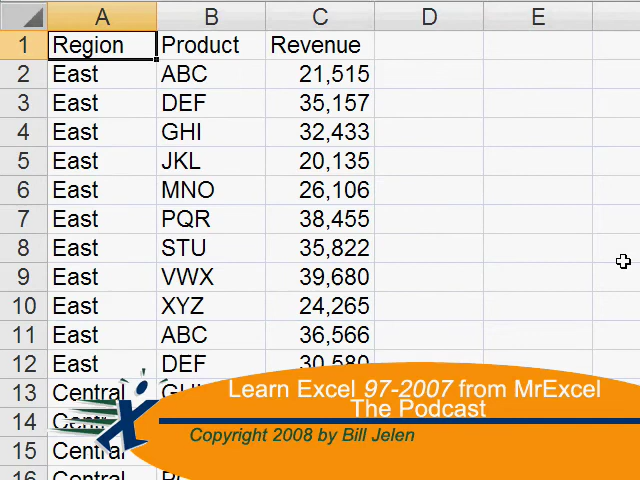 A B C D E
1 Region Product Revenue
2 East ABC 21,515
3 East DEF 35,157
4 East GHI 32,433
5 East JKL 20,135
6 East MNO 26,106
7 East PQR 38,455
8 East STU 35,822
9 East VWX 39,680
10 East XYZ 24,265
11 East ABC 36,566
12 East DEF 30,580
13 Central
14 Central
15 Central
16 Central
Learn Excel 97-2007 from MrExcel
The Podcast
Copyright 2008 by Bill Jelen